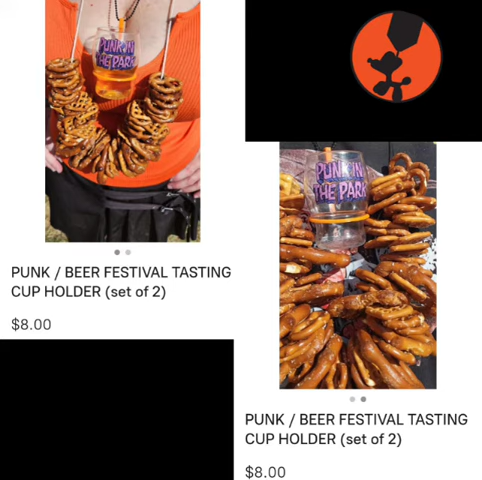 PUNK IN
THE PARK
PUNK / BEER FESTIVAL TASTING
CUP HOLDER (set of 2)
$8.00
PUNK IN
THE PARK
PUNK / BEER FESTIVAL TASTING
CUP HOLDER (set of 2)
$8.00